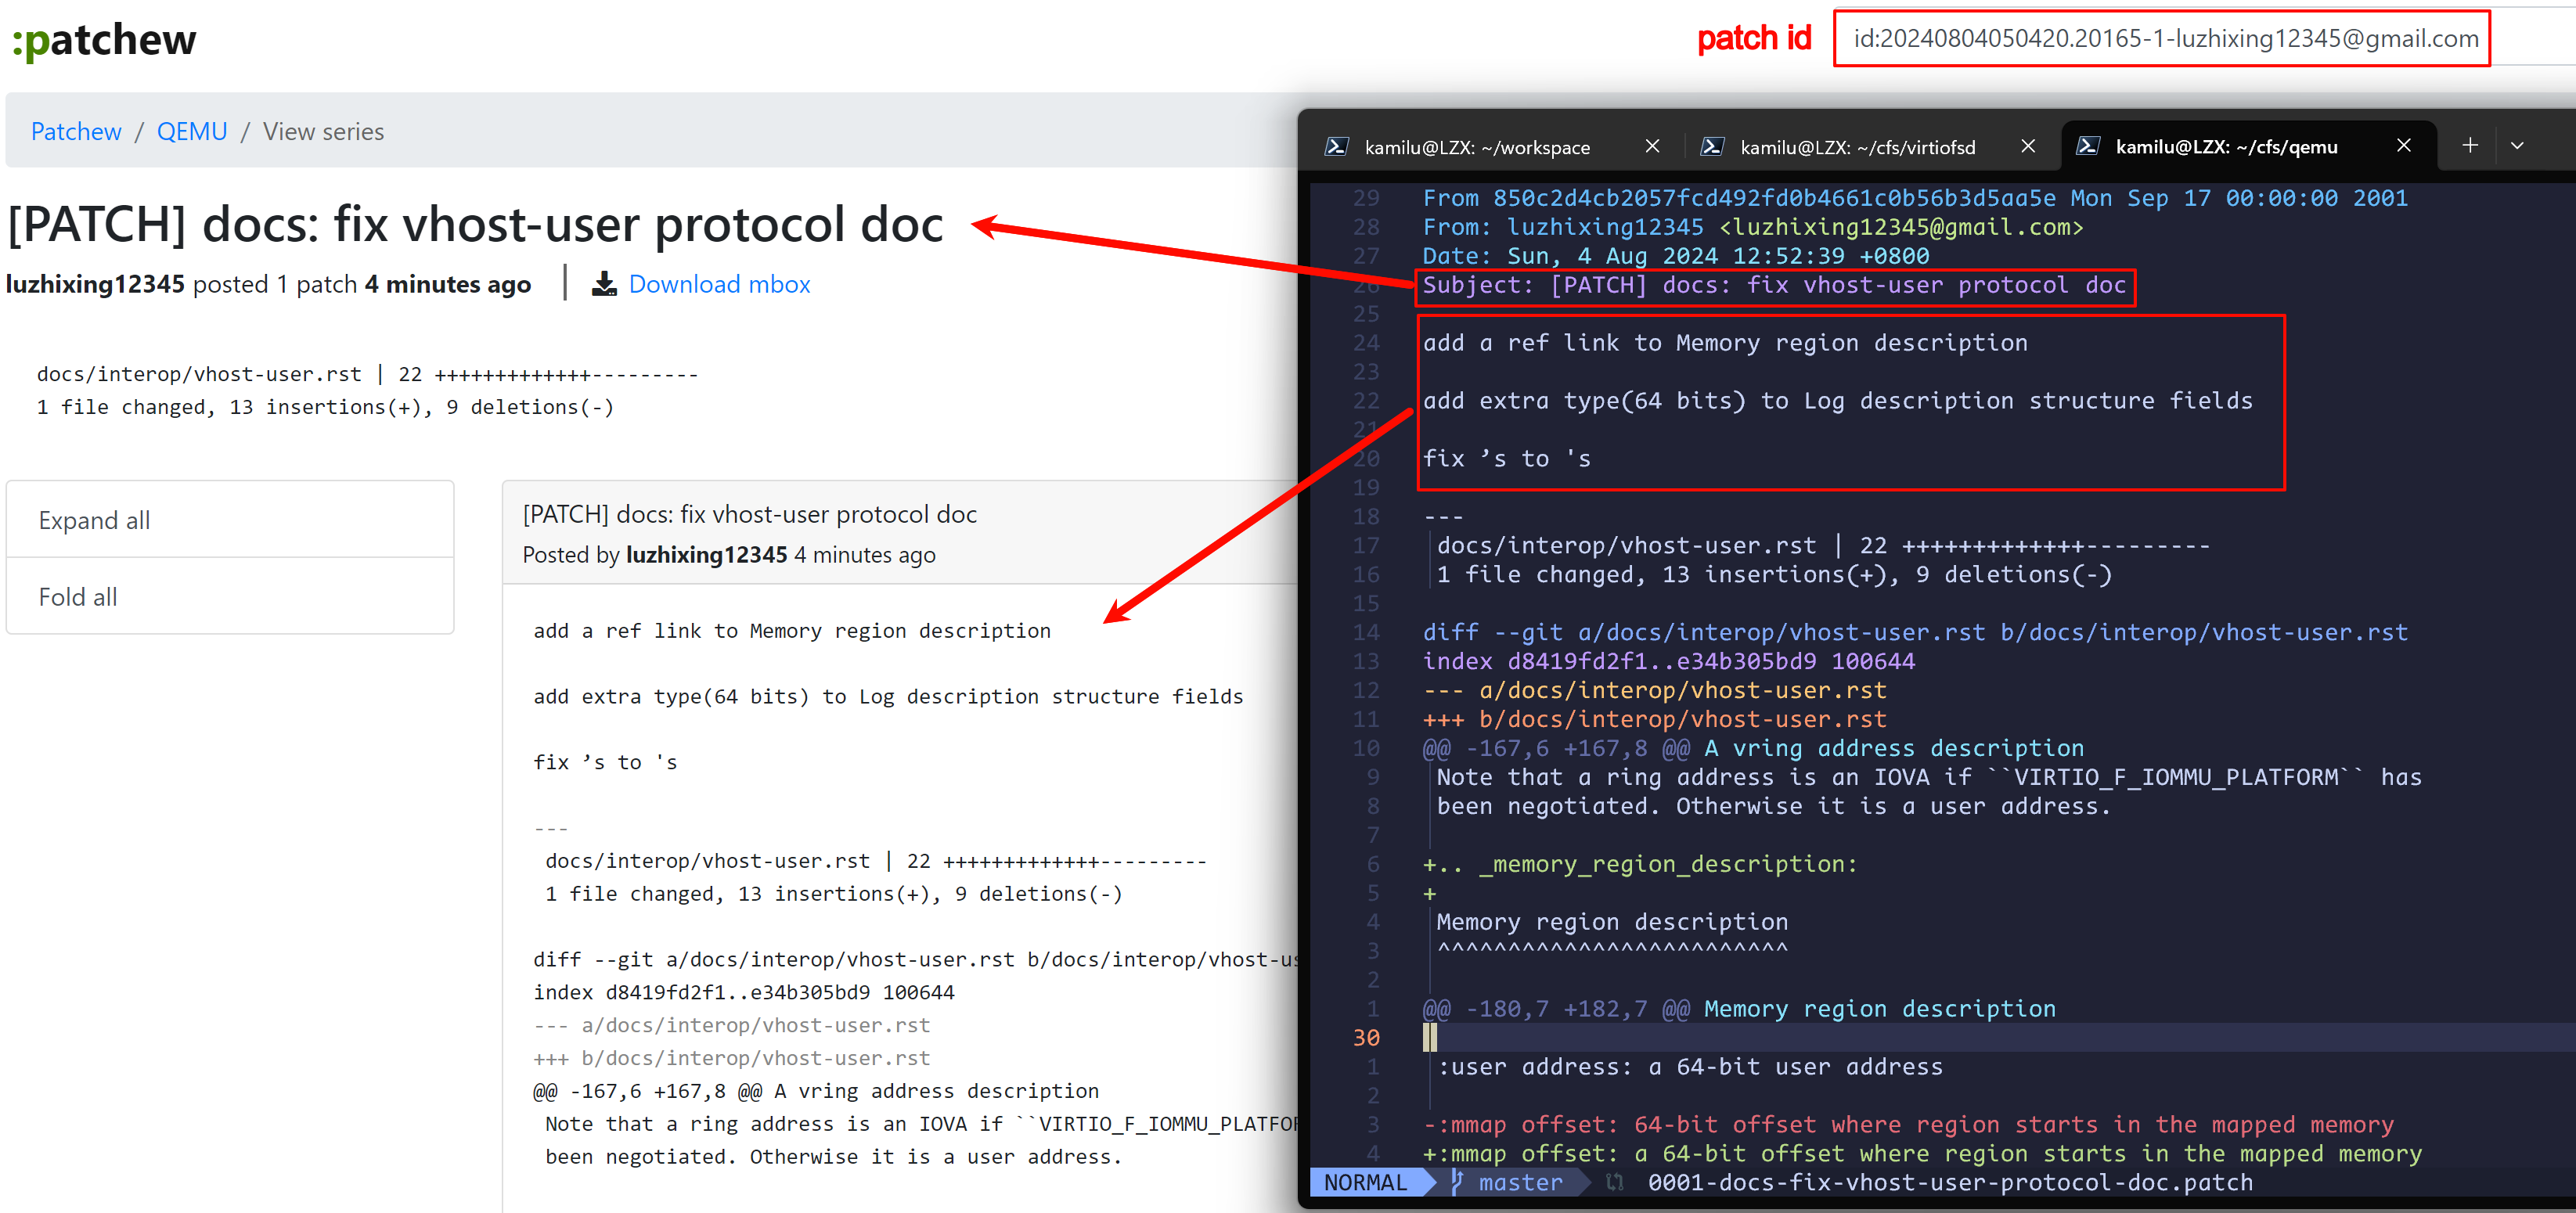 :patchew
patch id
id:20240804050420.20165-1-luzhixing12345@gmail.com
Patchew / QEMU / View series
[PATCH] docs: fix vhost-user protocol doc
luzhixing12345 posted 1 patch 4 minutes ago
Download mbox
docs/interop/vhost-user.rst | 22 +++++++++++++---------
1 file changed, 13 insertions(+), 9 deletions(-)
Expand all
Fold all
[PATCH] docs: fix vhost-user protocol doc
Posted by luzhixing12345 4 minutes ago
add a ref link to Memory region description
add extra type(64 bits) to Log description structure fields
fix ’s to 's
---
docs/interop/vhost-user.rst | 22 +++++++++++++---------
1 file changed, 13 insertions(+), 9 deletions(-)
diff --git a/docs/interop/vhost-user.rst b/docs/interop/vhost-us
index d8419fd2f1..e34b305bd9 100644
--- a/docs/interop/vhost-user.rst
+++ b/docs/interop/vhost-user.rst
@@ -167,6 +167,8 @@ A vring address description
Note that a ring address is an IOVA if ``VIRTIO_F_IOMMU_PLATFOR
been negotiated. Otherwise it is a user address.
kamilu@LZX: ~/workspace
kamilu@LZX: ~/cfs/virtiofsd
kamilu@LZX: ~/cfs/qemu
29 From 850c2d4cb2057fcd492fd0b4661c0b56b3d5aa5e Mon Sep 17 00:00:00 2001
28 From: luzhixing12345 <luzhixing12345@gmail.com>
27 Date: Sun, 4 Aug 2024 12:52:39 +0800
26 Subject: [PATCH] docs: fix vhost-user protocol doc
25
24 add a ref link to Memory region description
23
22 add extra type(64 bits) to Log description structure fields
21
20 fix ’s to 's
19
18 ---
17 docs/interop/vhost-user.rst | 22 +++++++++++++---------
16 1 file changed, 13 insertions(+), 9 deletions(-)
15
14 diff --git a/docs/interop/vhost-user.rst b/docs/interop/vhost-user.rst
13 index d8419fd2f1..e34b305bd9 100644
12 --- a/docs/interop/vhost-user.rst
11 +++ b/docs/interop/vhost-user.rst
10 @@ -167,6 +167,8 @@ A vring address description
9 Note that a ring address is an IOVA if ``VIRTIO_F_IOMMU_PLATFORM`` has
8 been negotiated. Otherwise it is a user address.
7
6 +.. _memory_region_description:
5 +
4 Memory region description
3 ^^^^^^^^^^^^^^^^^^^^^^^^^
2
1 @@ -180,7 +182,7 @@ Memory region description
30
1 :user address: a 64-bit user address
2
3 -:mmap offset: 64-bit offset where region starts in the mapped memory
4 +:mmap offset: a 64-bit offset where region starts in the mapped memory
NORMAL master 0001-docs-fix-vhost-user-protocol-doc.patch